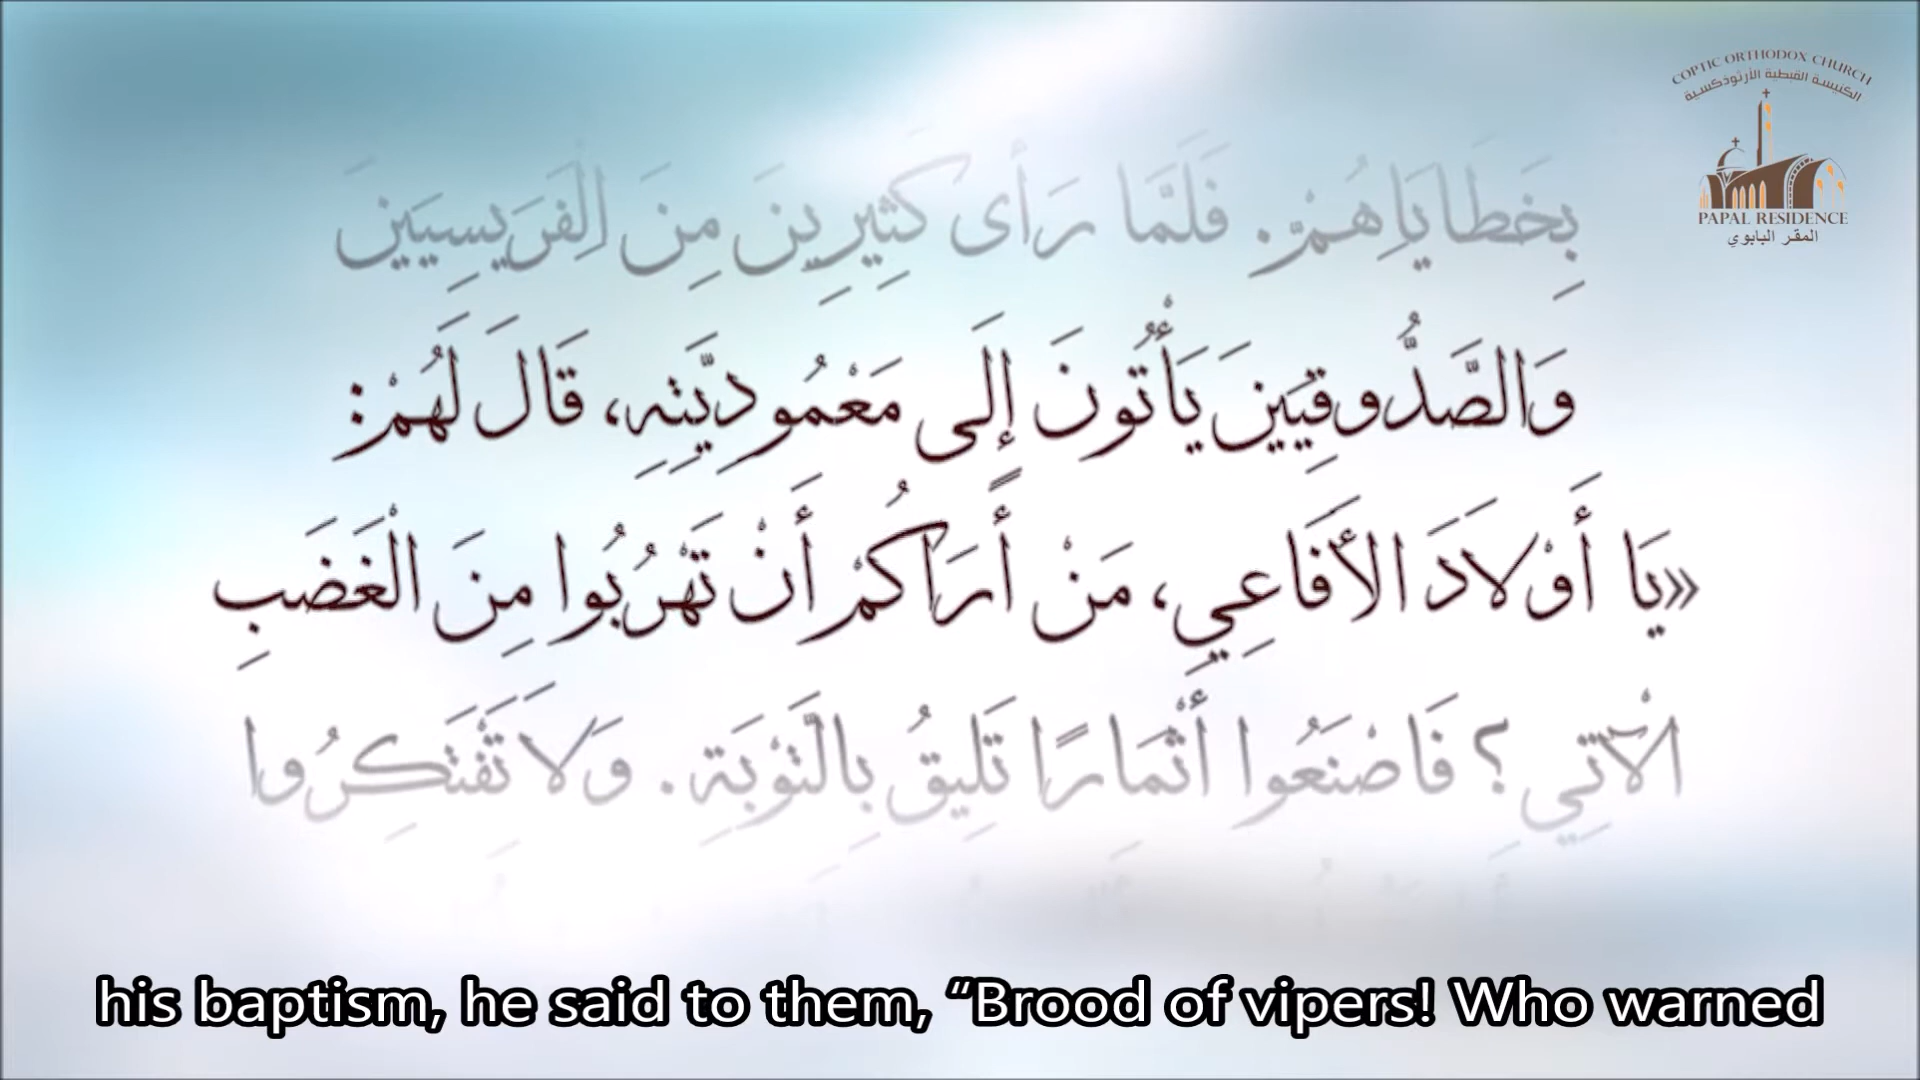 COPTIC ORTHODOX CHURCH
الكنيسة القبطية الأرثوذكسية
PAPAL RESIDENCE
المقر البابوي
بِخَطَايَاهُمْ. فَلَمَّا رَأَى كَثِيرِينَ مِنَ الْفَرِّيسِيِّينَ
وَالصَّدُّوقِيِّينَ يَأْتُونَ إِلَى مَعْمُودِيَّتِهِ، قَالَ لَهُمْ:
«يَا أَوْلاَدَ الأَفَاعِي، مَنْ أَرَاكُمْ أَنْ تَهْرُبُوا مِنَ الْغَضَبِ
الآتِي؟ فَاصْنَعُوا أَثْمَارًا تَلِيقُ بِالتَّوْبَةِ. وَلاَ تَفْتَكِرُوا
his baptism, he said to them, “Brood of vipers! Who warned